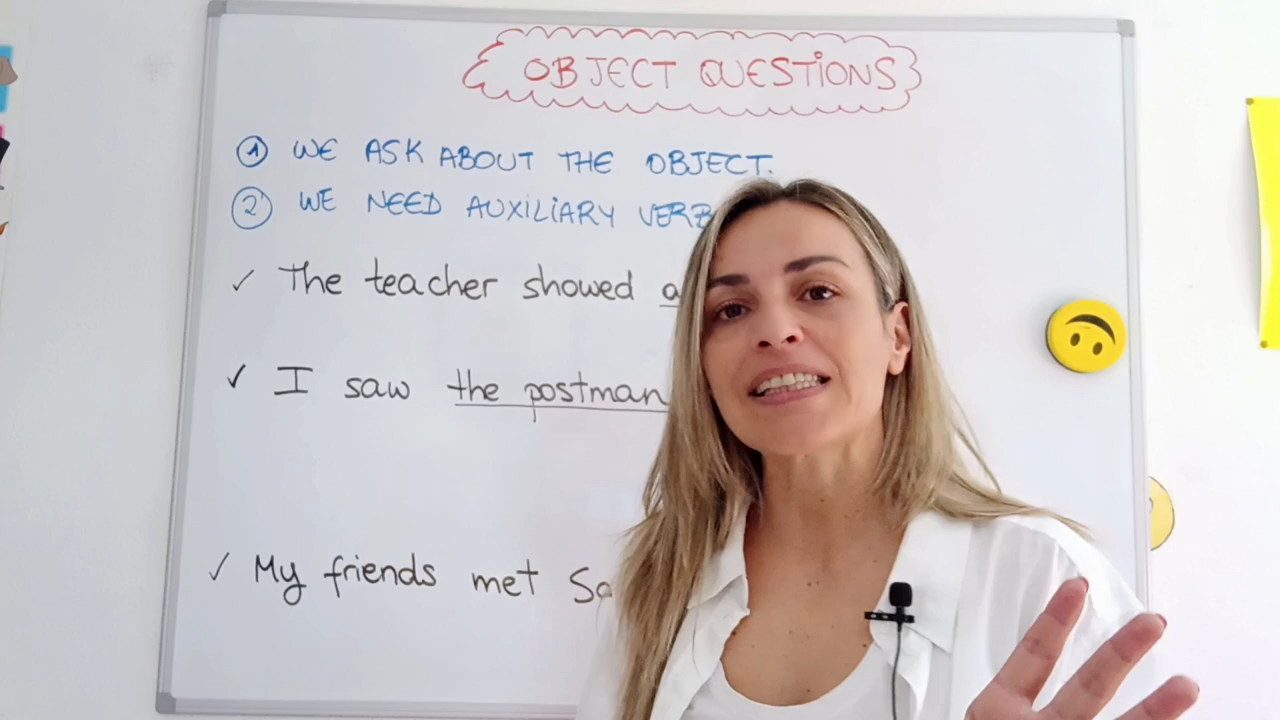 OBJECT QUESTIONS
1 WE ASK ABOUT THE OBJECT.
2 WE NEED AUXILIARY
✓ The teacher showed
✓ I saw the postman
✓ My friends met